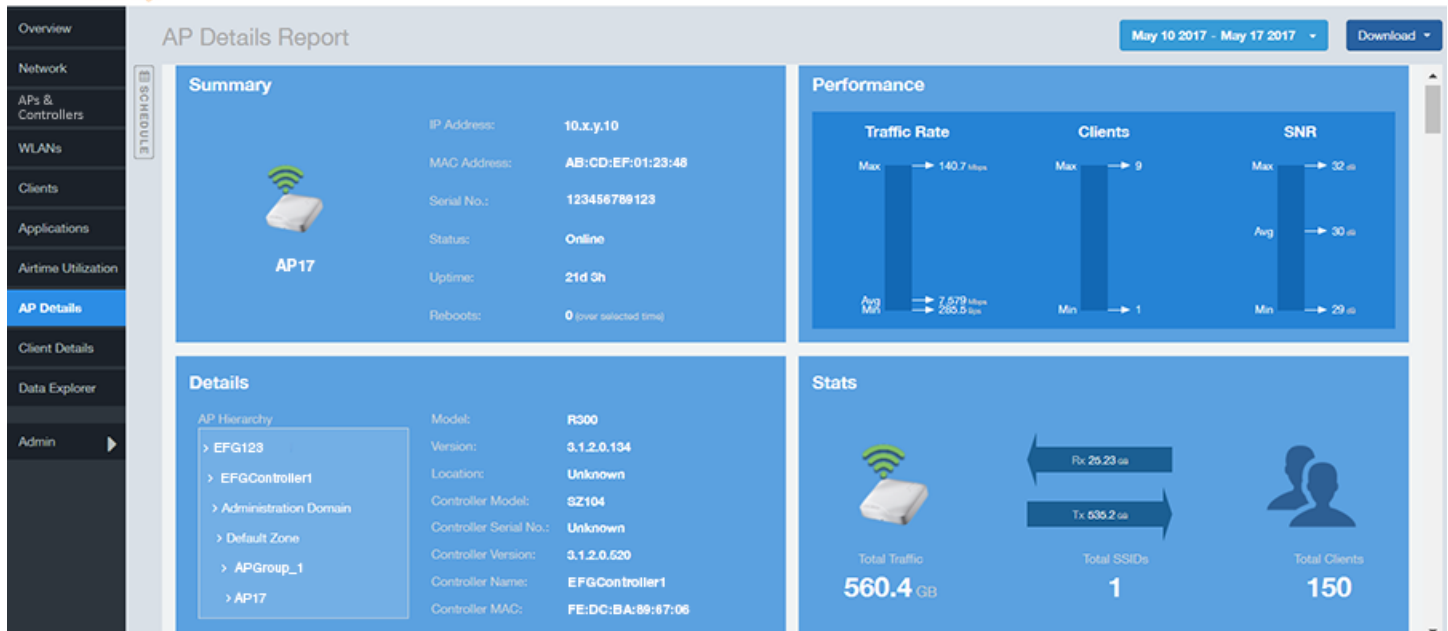 Overview
Network
APs &
Controllers
WLANs
Clients
Applications
Airtime Utilization
AP Details
Client Details
Data Explorer
Admin
AP Details Report
May 10 2017 - May 17 2017
Download
SCHEDULE
Summary
AP17
IP Address: 10.x.y.10
MAC Address: AB:CD:EF:01:23:48
Serial No.: 123456789123
Status: Online
Uptime: 21d 3h
Reboots: 0 (over selected time)
Performance
Traffic Rate
Max 140.7 Mbps
Avg 7.579 Mbps
Min 285.5 Bps
Clients
Max 9
Min 1
SNR
Max 32 dB
Avg 30 dB
Min 29 dB
Details
AP Hierarchy
> EFG123
> EFGController1
> Administration Domain
> Default Zone
> APGroup_1
> AP17
Model: R300
Version: 3.1.2.0.134
Location: Unknown
Controller Model: SZ104
Controller Serial No.: Unknown
Controller Version: 3.1.2.0.520
Controller Name: EFGController1
Controller MAC: FE:DC:BA:89:67:06
Stats
Rx 25.23 GB
Tx 535.2 GB
Total Traffic
560.4 GB
Total SSIDs
1
Total Clients
150